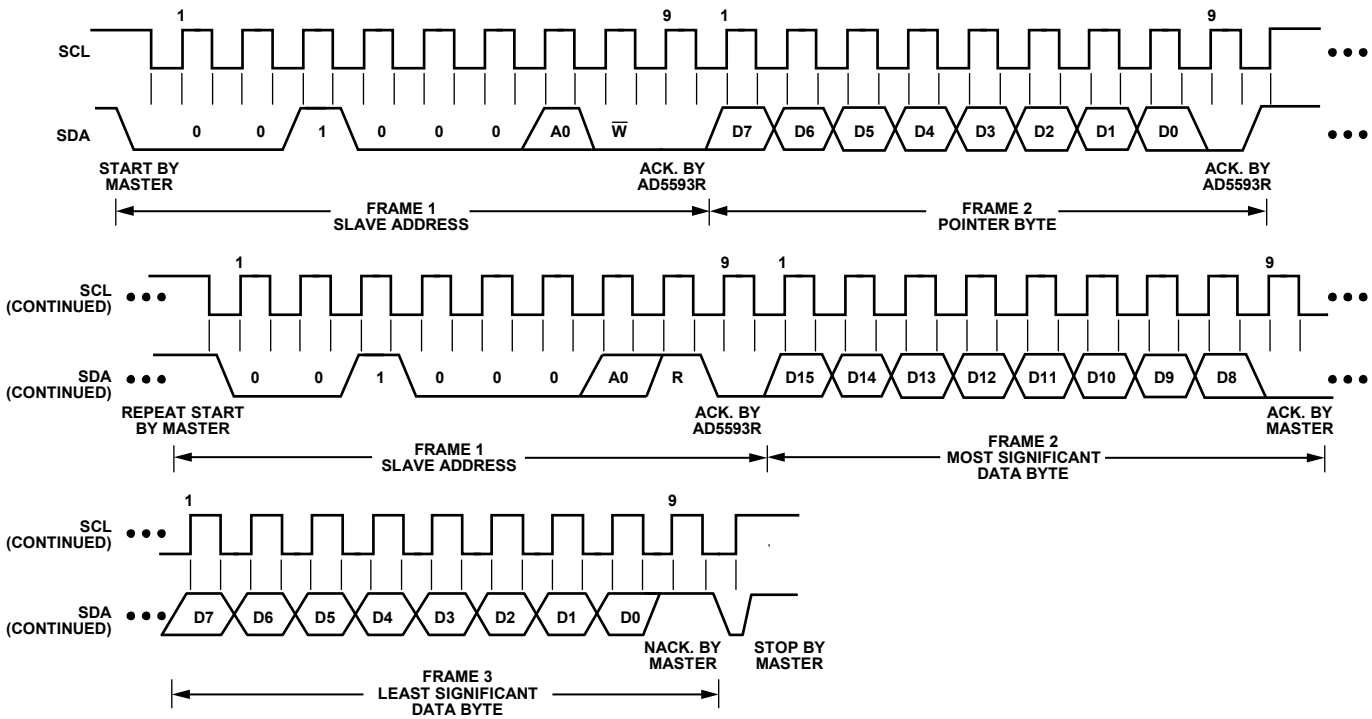 1 9 1 9
SCL
SDA 0 0 1 0 0 0 A0 W̅ D7 D6 D5 D4 D3 D2 D1 D0
START BY
MASTER
ACK. BY
AD5593R
ACK. BY
AD5593R
FRAME 1
SLAVE ADDRESS
FRAME 2
POINTER BYTE
1 9 1 9
SCL
(CONTINUED)
SDA
(CONTINUED)
0 0 1 0 0 0 A0 R D15 D14 D13 D12 D11 D10 D9 D8
REPEAT START
BY MASTER
ACK. BY
AD5593R
ACK. BY
MASTER
FRAME 1
SLAVE ADDRESS
FRAME 2
MOST SIGNIFICANT
DATA BYTE
1 9
SCL
(CONTINUED)
SDA
(CONTINUED)
D7 D6 D5 D4 D3 D2 D1 D0
NACK. BY
MASTER
STOP BY
MASTER
FRAME 3
LEAST SIGNIFICANT
DATA BYTE